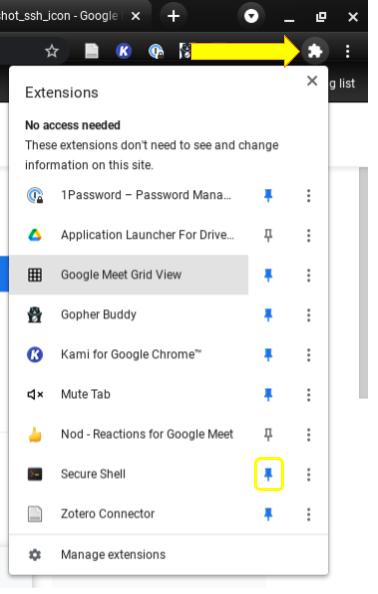 hot_ssh_icon - Google
g list
Extensions
No access needed
These extensions don't need to see and change
information on this site.
1Password – Password Mana...
Application Launcher For Drive...
Google Meet Grid View
Gopher Buddy
Kami for Google Chrome™
Mute Tab
Nod - Reactions for Google Meet
Secure Shell
Zotero Connector
Manage extensions